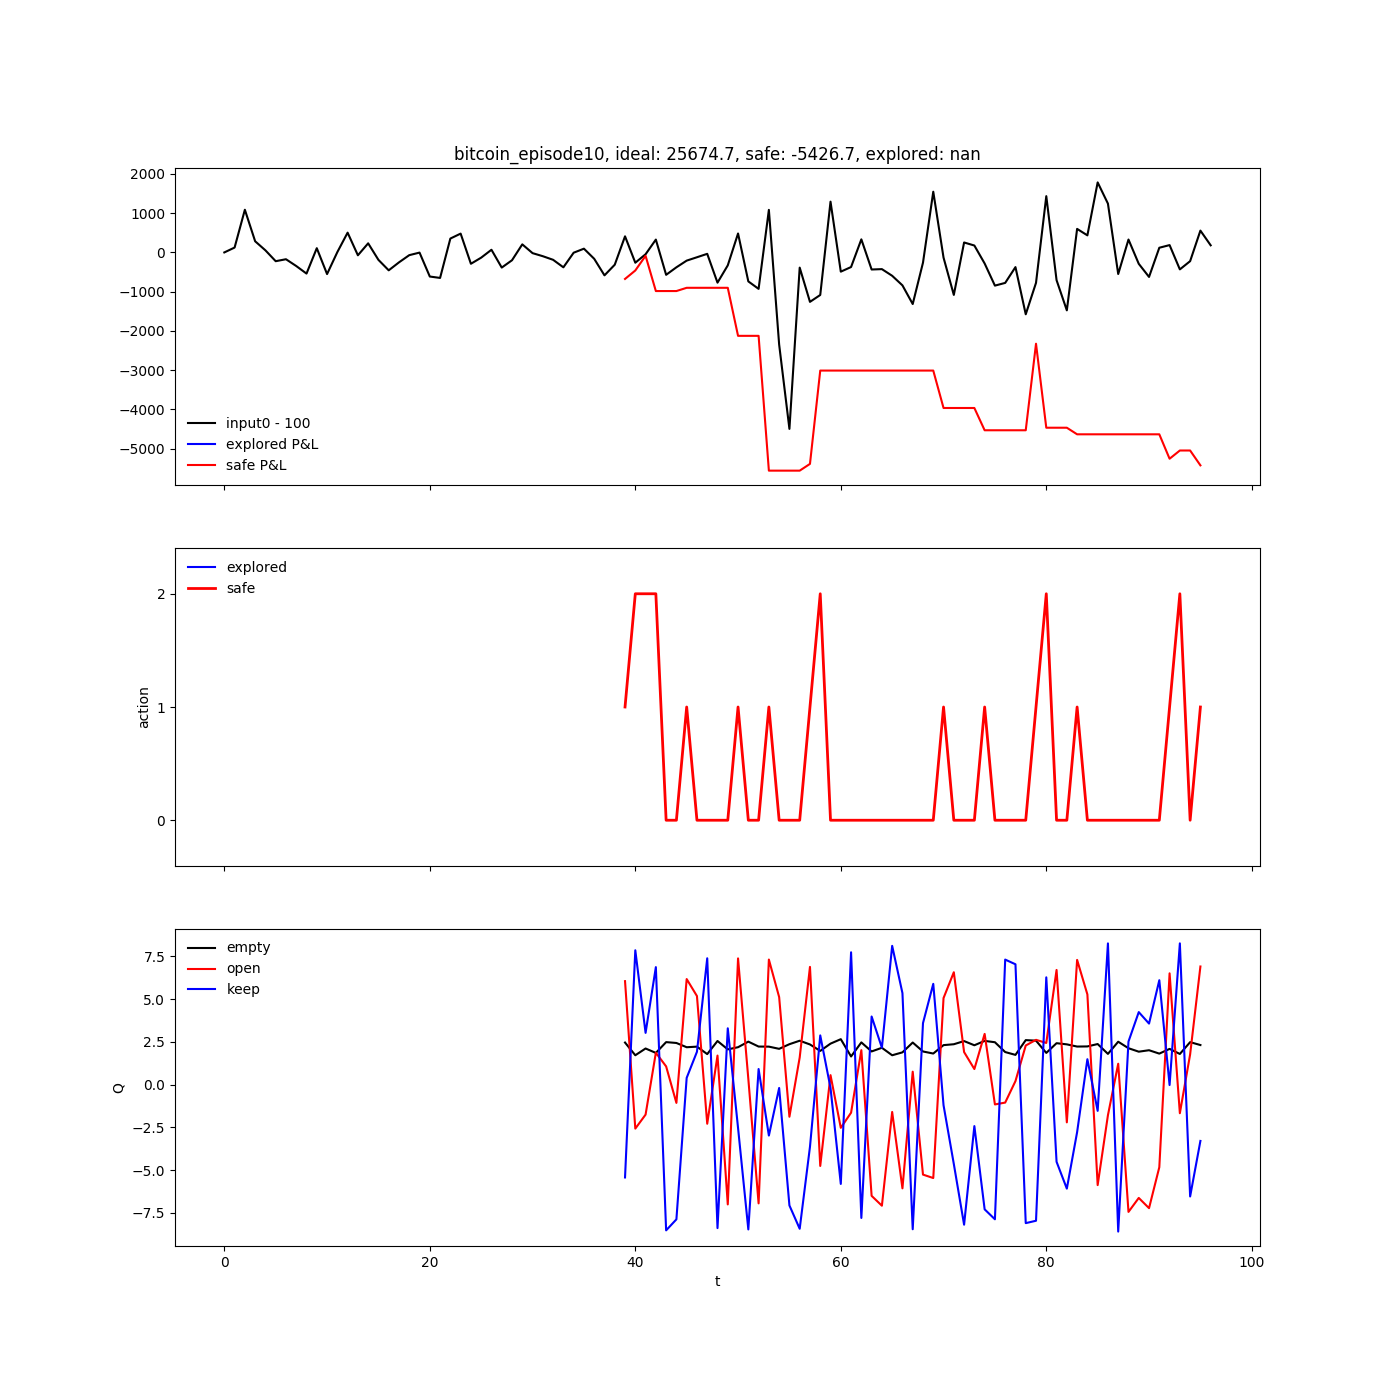 bitcoin_episode10, ideal: 25674.7, safe: -5426.7, explored: nan
2000
1000
0
−1000
−2000
−3000
−4000
−5000
input0 - 100
explored P&L
safe P&L
explored
safe
2
1
0
action
empty
open
keep
7.5
5.0
2.5
0.0
−2.5
−5.0
−7.5
Q
0 20 40 60 80 100
t